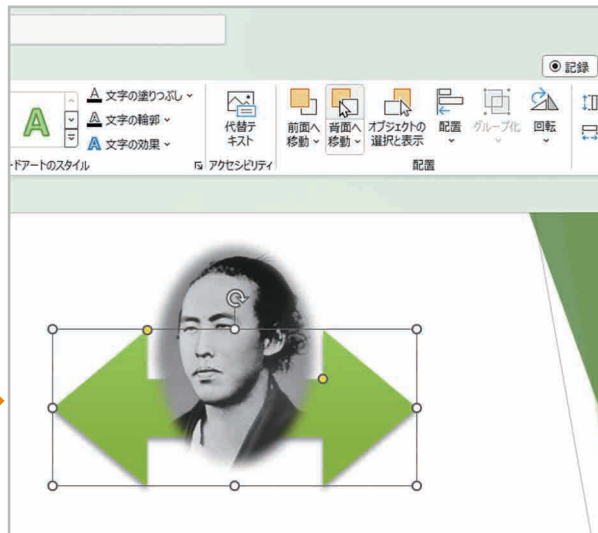 記録
A 文字の塗りつぶし
A 文字の輪郭
A 文字の効果
A
代替テ
キスト
前面へ
移動
背面へ
移動
オブジェクトの
選択と表示
配置
グループ化
回転
ドアートのスタイル
アクセシビリティ
配置